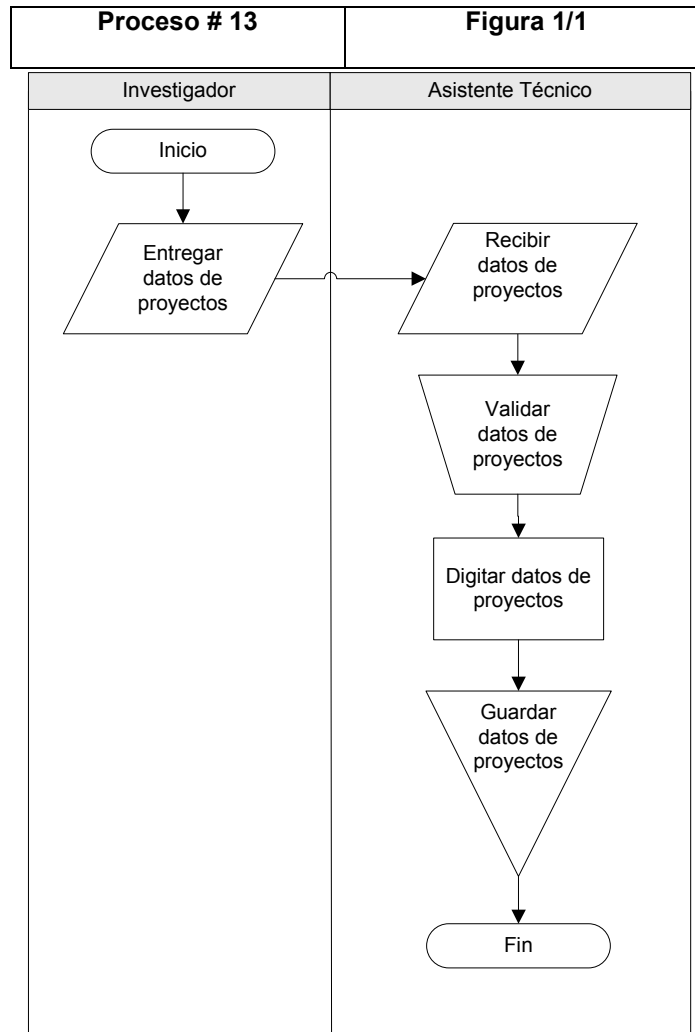 Proceso # 13
Figura 1/1
Investigador
Asistente Técnico
Inicio
Entregar
datos de
proyectos
Recibir
datos de
proyectos
Validar
datos de
proyectos
Digitar datos de
proyectos
Guardar
datos de
proyectos
Fin